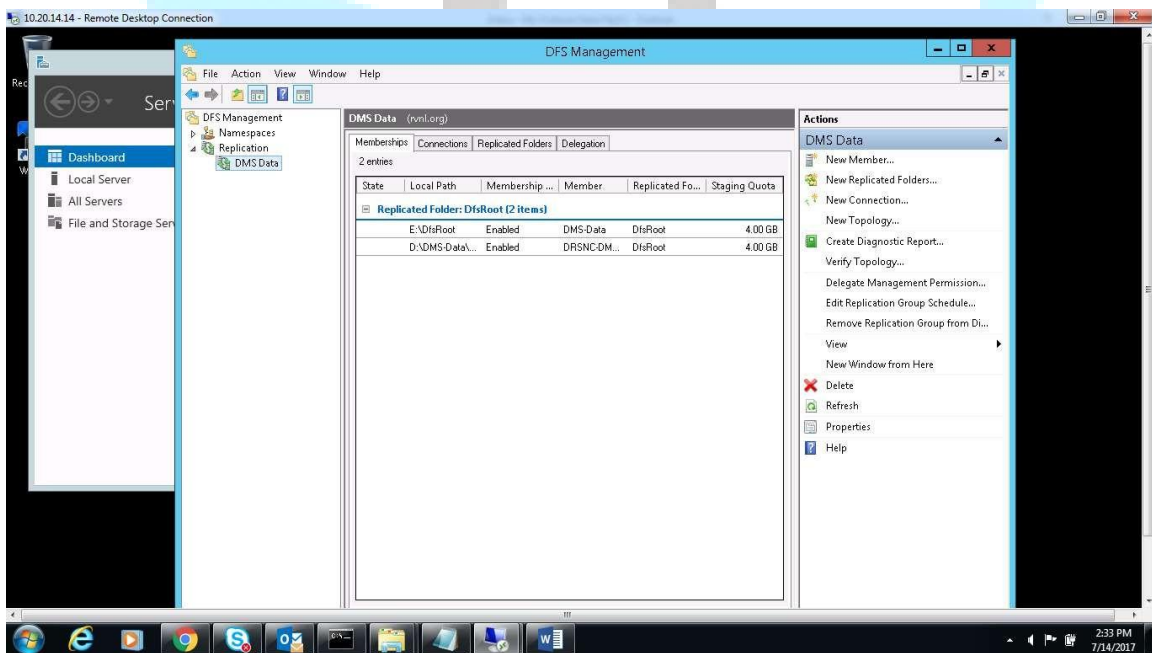 10.20.14.14 - Remote Desktop Connection
Rec
Ser
Dashboard
Local Server
All Servers
File and Storage Ser
DFS Management
File Action View Window Help
DFS Management
Namespaces
Replication
DMS Data
DMS Data (rvnl.org)
Memberships Connections Replicated Folders Delegation
2 entries
State Local Path Membership ... Member Replicated Fo... Staging Quota
Replicated Folder: DfsRoot (2 items)
E:\DfsRoot Enabled DMS-Data DfsRoot 4.00 GB
D:\DMS-Data\... Enabled DRSNC-DM... DfsRoot 4.00 GB
Actions
DMS Data
New Member...
New Replicated Folders...
New Connection...
New Topology...
Create Diagnostic Report...
Verify Topology...
Delegate Management Permission...
Edit Replication Group Schedule...
Remove Replication Group from Di...
View
New Window from Here
Delete
Refresh
Properties
Help
2:33 PM
7/14/2017